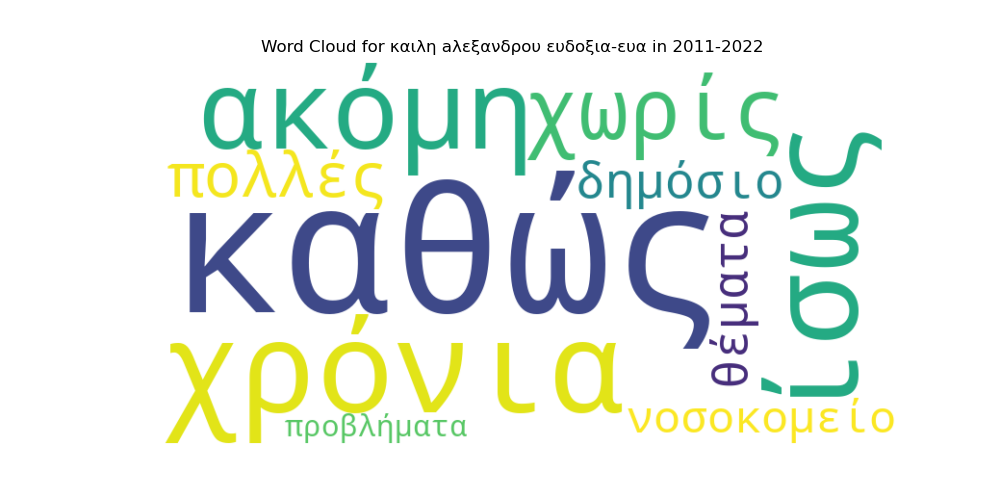 Word Cloud for καιλη aλεξανδρου ευδοξια-ευα in 2011-2022
ακόμη
χωρίς
ίσως
πολλές
δημόσιο
καθώς
θέματα
χρόνια
νοσοκομείο
προβλήματα